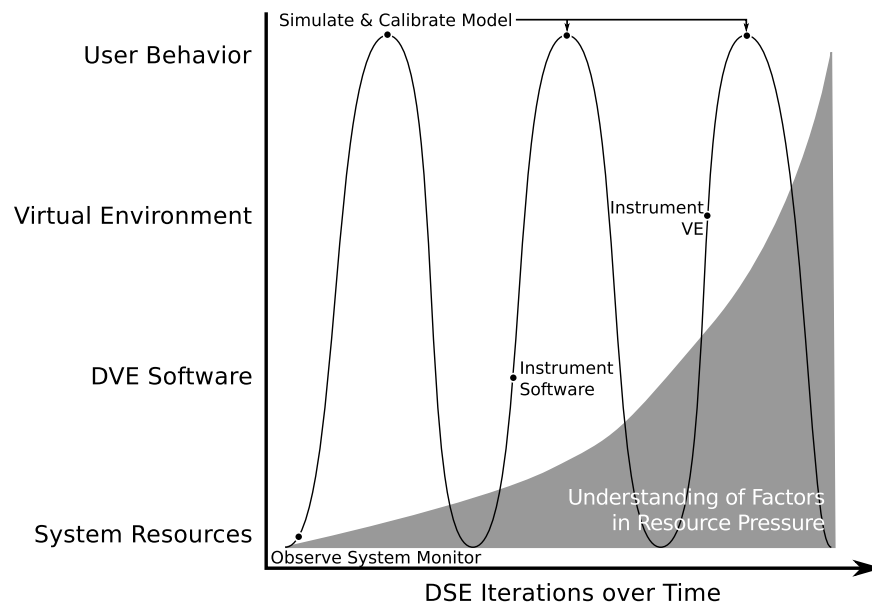 Simulate & Calibrate Model
User Behavior
Virtual Environment
Instrument
VE
DVE Software
Instrument
Software
Understanding of Factors
in Resource Pressure
System Resources
Observe System Monitor
DSE Iterations over Time